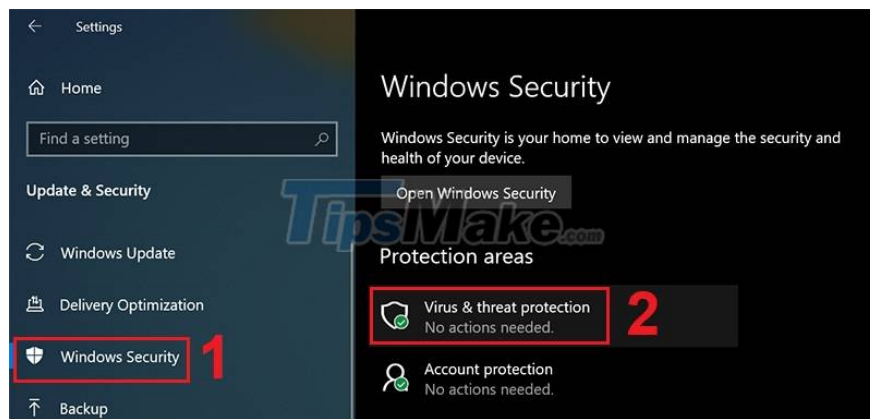 Settings
Home
Find a setting
Update & Security
Windows Update
Delivery Optimization
Windows Security
1
Backup
Windows Security
Windows Security is your home to view and manage the security and
health of your device.
Open Windows Security
TipsMake.com
Protection areas
Virus & threat protection
No actions needed.
2
Account protection
No actions needed.